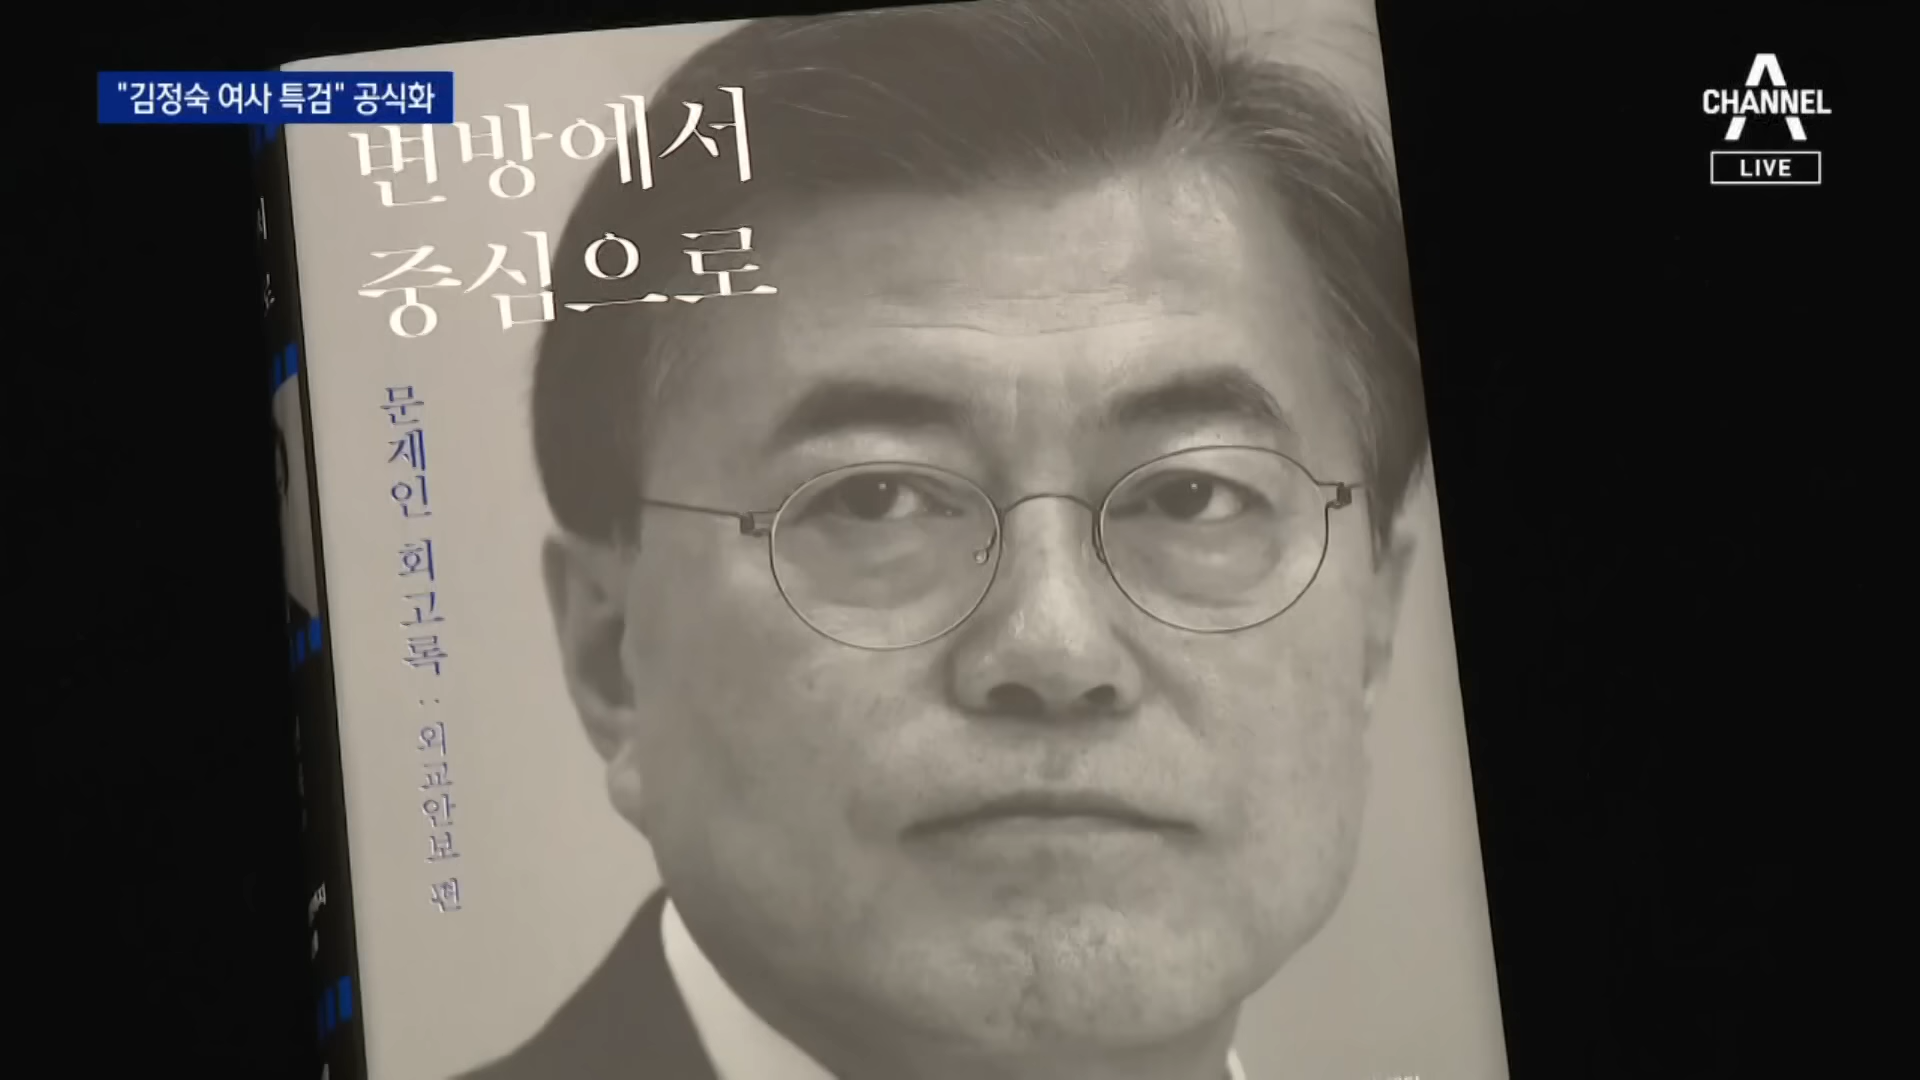 "김정숙 여사 특검" 공식화
CHANNEL A
LIVE
변방에서
중심으로
문재인 회고록 : 외교안보 편